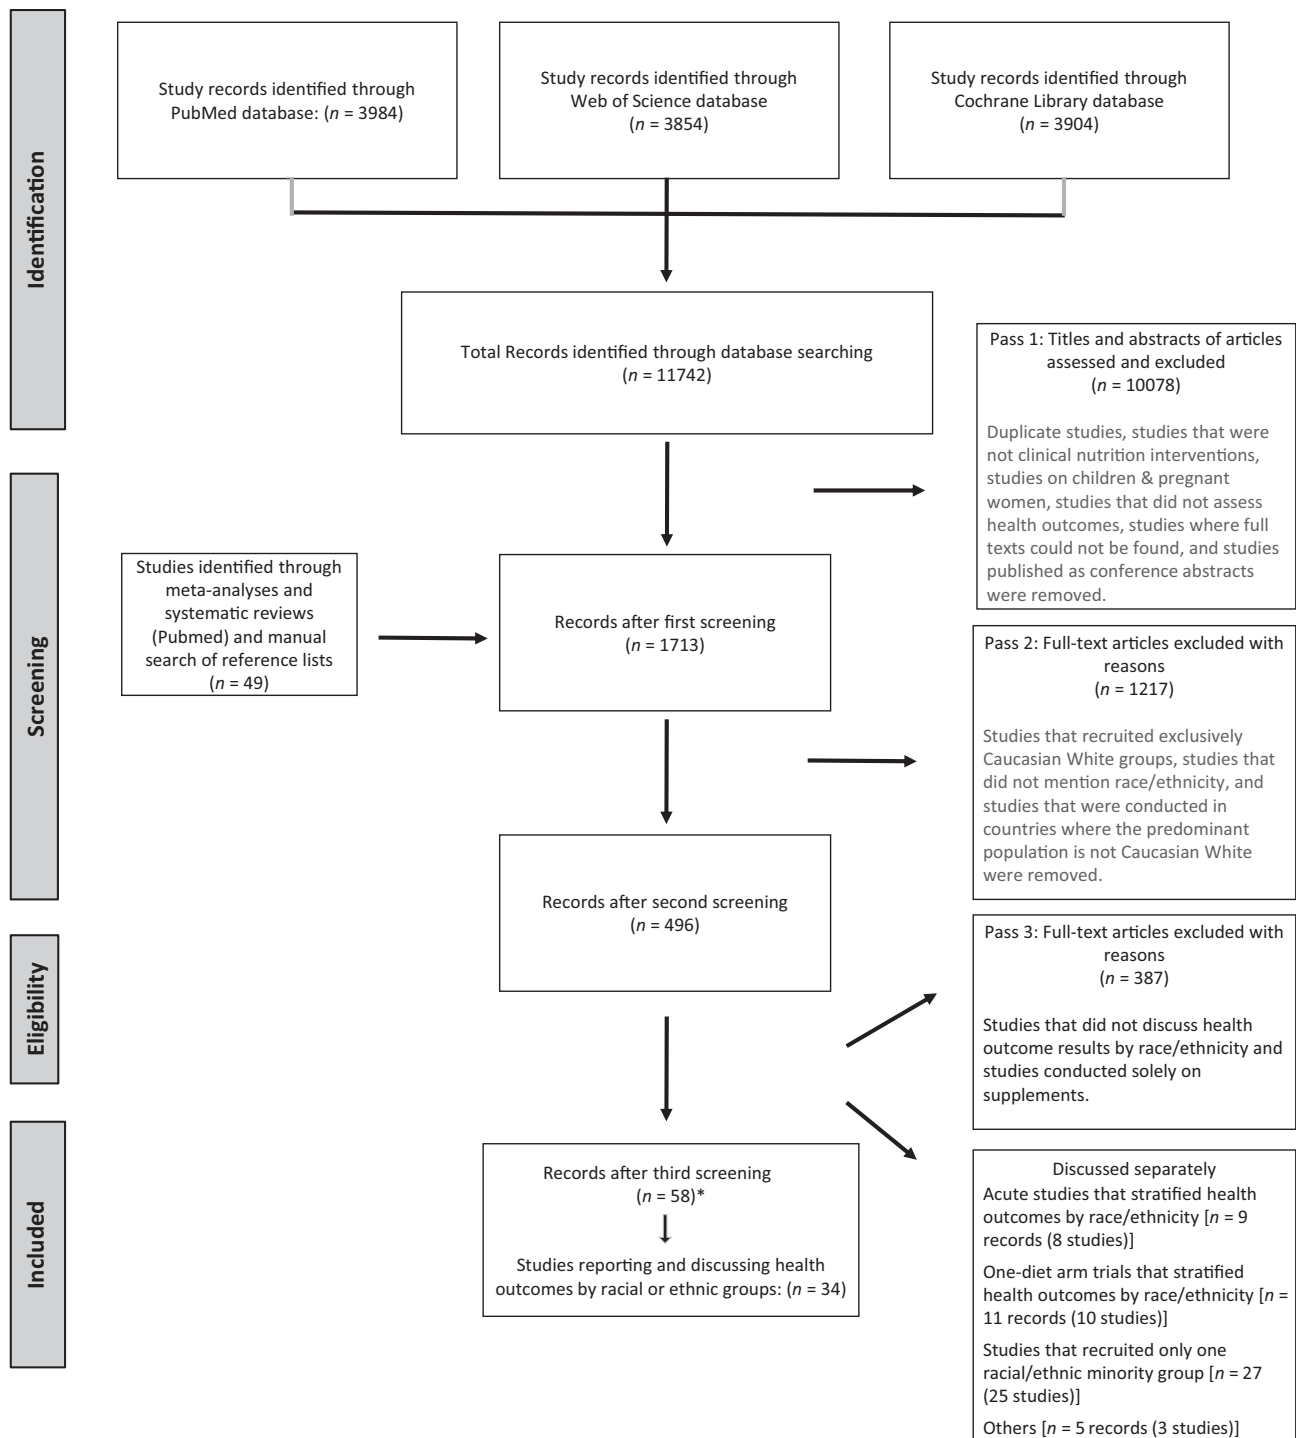 Identification
Study records identified through
PubMed database: (n = 3984)
Study records identified through
Web of Science database
(n = 3854)
Study records identified through
Cochrane Library database
(n = 3904)
Total Records identified through database searching
(n = 11742)
Pass 1: Titles and abstracts of articles
assessed and excluded
(n = 10078)
Duplicate studies, studies that were
not clinical nutrition interventions,
studies on children & pregnant
women, studies that did not assess
health outcomes, studies where full
texts could not be found, and studies
published as conference abstracts
were removed.
Screening
Studies identified through
meta-analyses and
systematic reviews
(Pubmed) and manual
search of reference lists
(n = 49)
Records after first screening
(n = 1713)
Pass 2: Full-text articles excluded with
reasons
(n = 1217)
Studies that recruited exclusively
Caucasian White groups, studies that
did not mention race/ethnicity, and
studies that were conducted in
countries where the predominant
population is not Caucasian White
were removed.
Records after second screening
(n = 496)
Eligibility
Pass 3: Full-text articles excluded with
reasons
(n = 387)
Studies that did not discuss health
outcome results by race/ethnicity and
studies conducted solely on
supplements.
Included
Records after third screening
(n = 58)*
Studies reporting and discussing health
outcomes by racial or ethnic groups: (n = 34)
Discussed separately
Acute studies that stratified health
outcomes by race/ethnicity [n = 9
records (8 studies)]
One-diet arm trials that stratified
health outcomes by race/ethnicity [n =
11 records (10 studies)]
Studies that recruited only one
racial/ethnic minority group [n = 27
(25 studies)]
Others [n = 5 records (3 studies)]